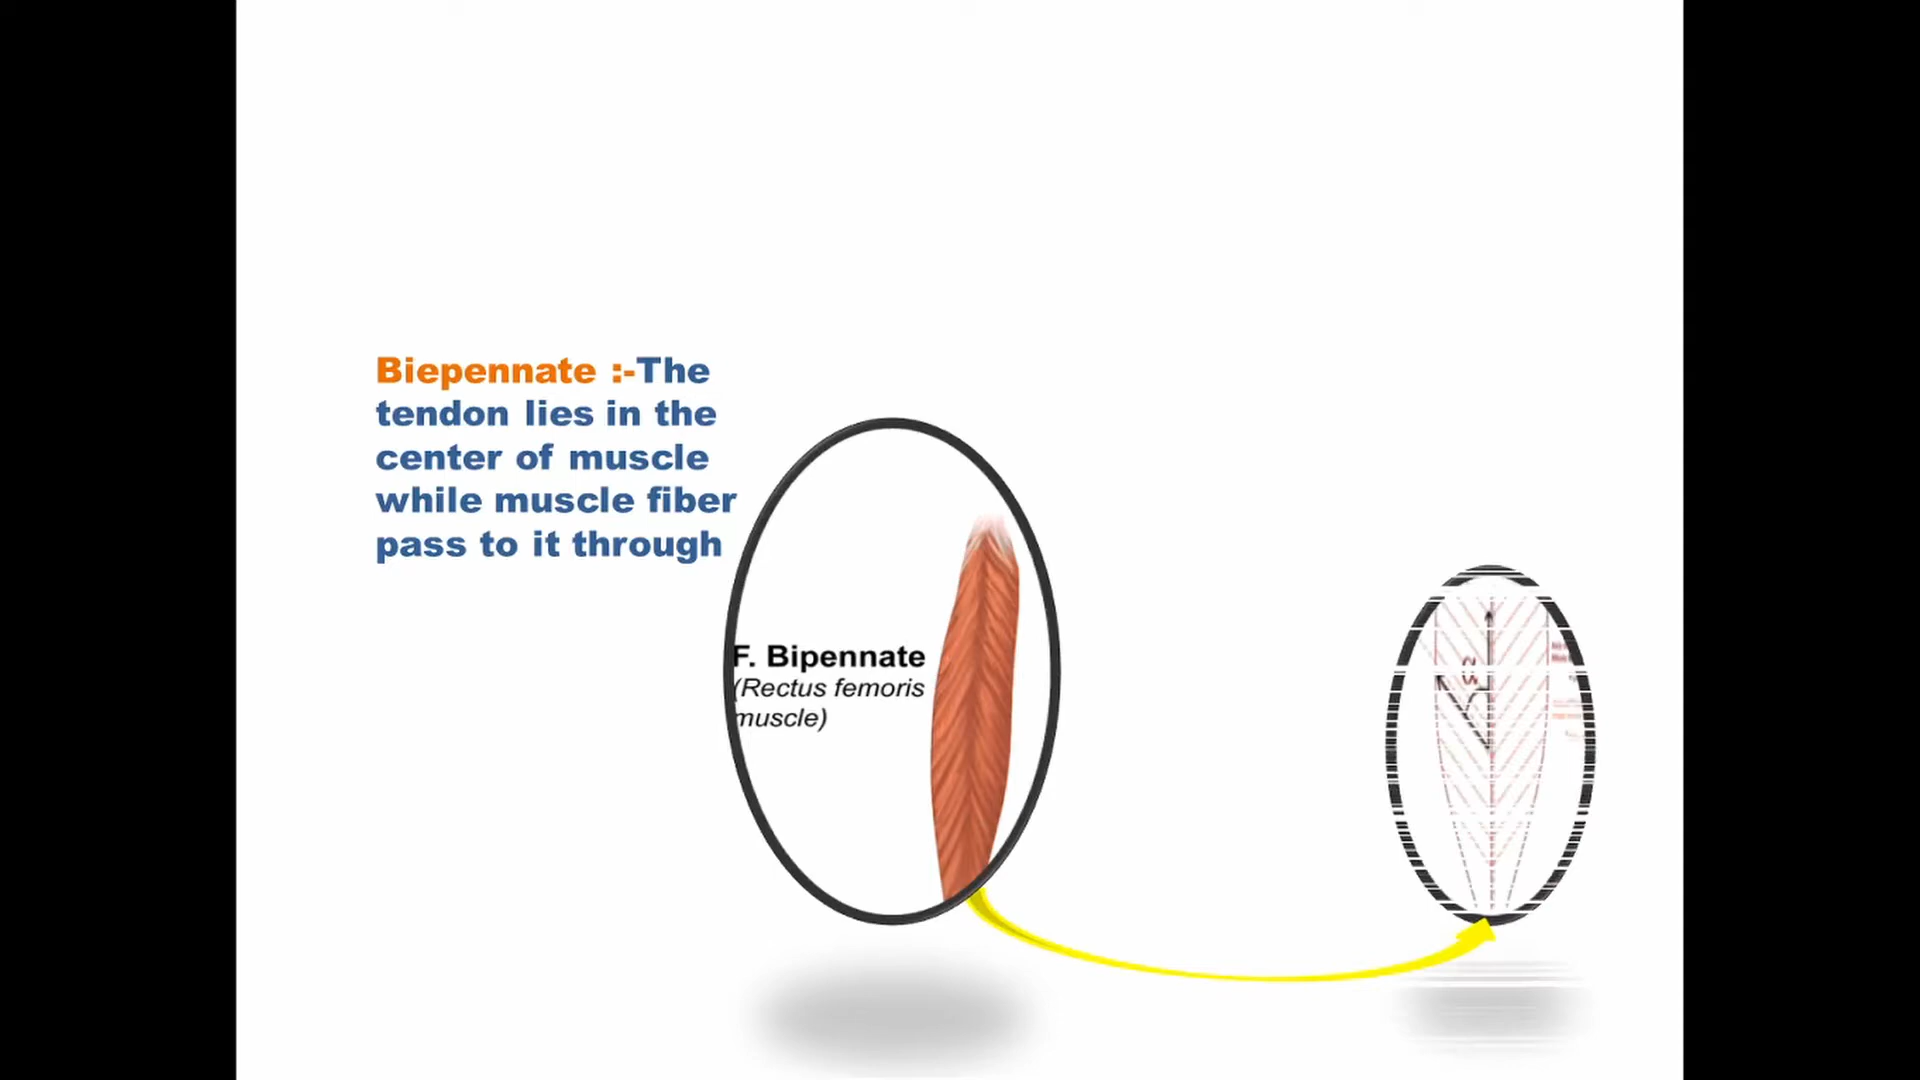 Biepennate :-The
tendon lies in the
center of muscle
while muscle fiber
pass to it through
F. Bipennate
(Rectus femoris
muscle)